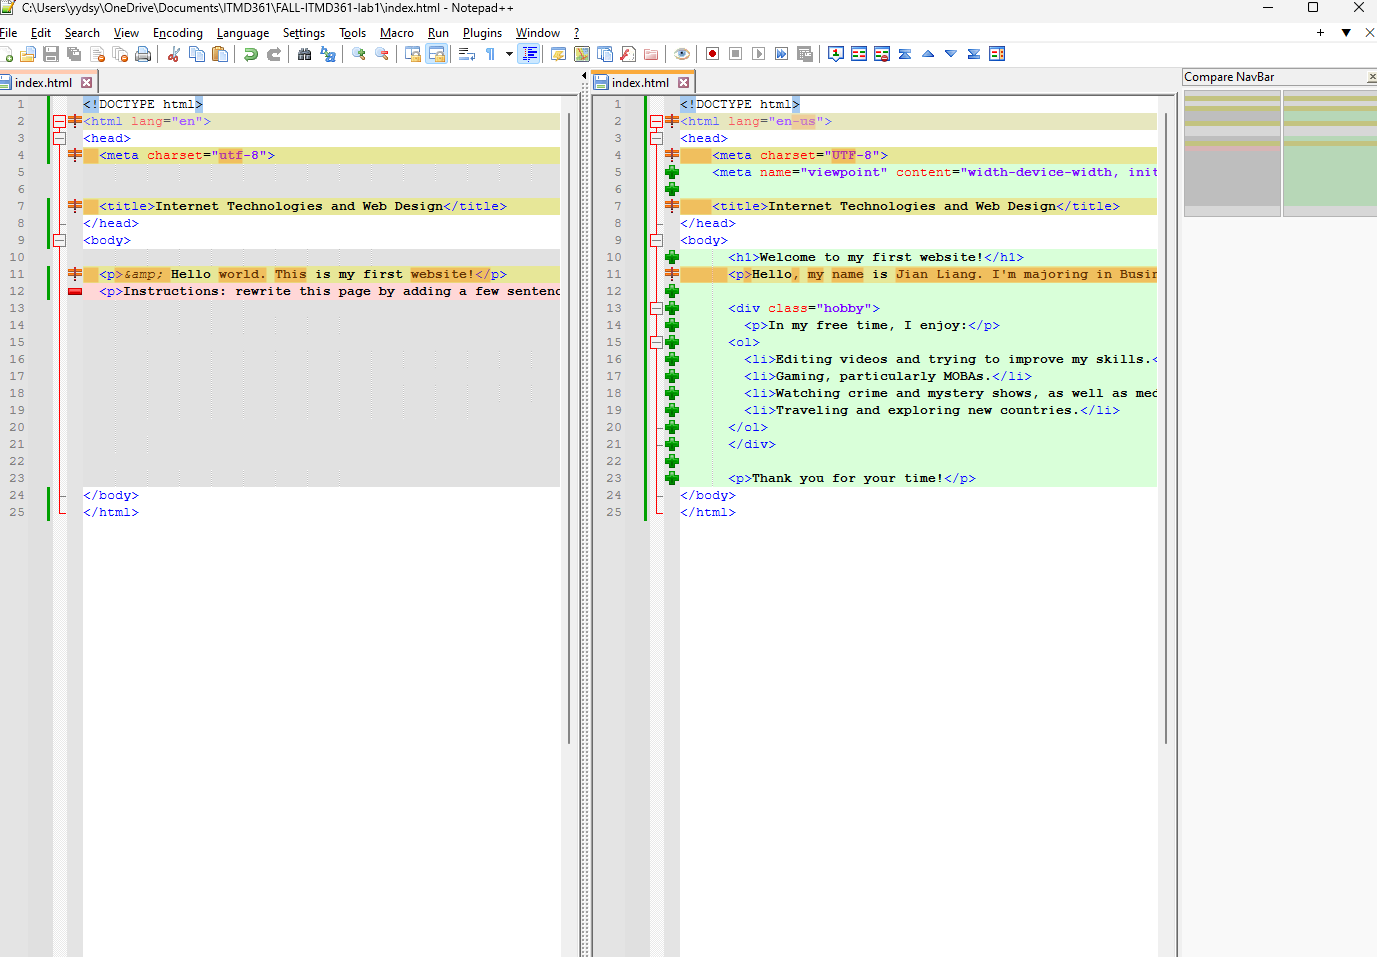 C:\Users\yydsy\OneDrive\Documents\ITMD361\FALL-ITMD361-lab1\index.html - Notepad++
File Edit Search View Encoding Language Settings Tools Macro Run Plugins Window ?
index.html
1 <!DOCTYPE html>
2 <html lang="en">
3 <head>
4 <meta charset="utf-8">
5
6
7 <title>Internet Technologies and Web Design</title>
8 </head>
9 <body>
10
11 <p>&amp; Hello world. This is my first website!</p>
12 <p>Instructions: rewrite this page by adding a few sentenc
13
14
15
16
17
18
19
20
21
22
23
24 </body>
25 </html>
index.html
1 <!DOCTYPE html>
2 <html lang="en-us">
3 <head>
4 <meta charset="UTF-8">
5 <meta name="viewpoint" content="width-device-width, init
6
7 <title>Internet Technologies and Web Design</title>
8 </head>
9 <body>
10 <h1>Welcome to my first website!</h1>
11 <p>Hello, my name is Jian Liang. I'm majoring in Busin
12
13 <div class="hobby">
14 <p>In my free time, I enjoy:</p>
15 <ol>
16 <li>Editing videos and trying to improve my skills.<
17 <li>Gaming, particularly MOBAs.</li>
18 <li>Watching crime and mystery shows, as well as med
19 <li>Traveling and exploring new countries.</li>
20 </ol>
21 </div>
22
23 <p>Thank you for your time!</p>
24 </body>
25 </html>
Compare NavBar